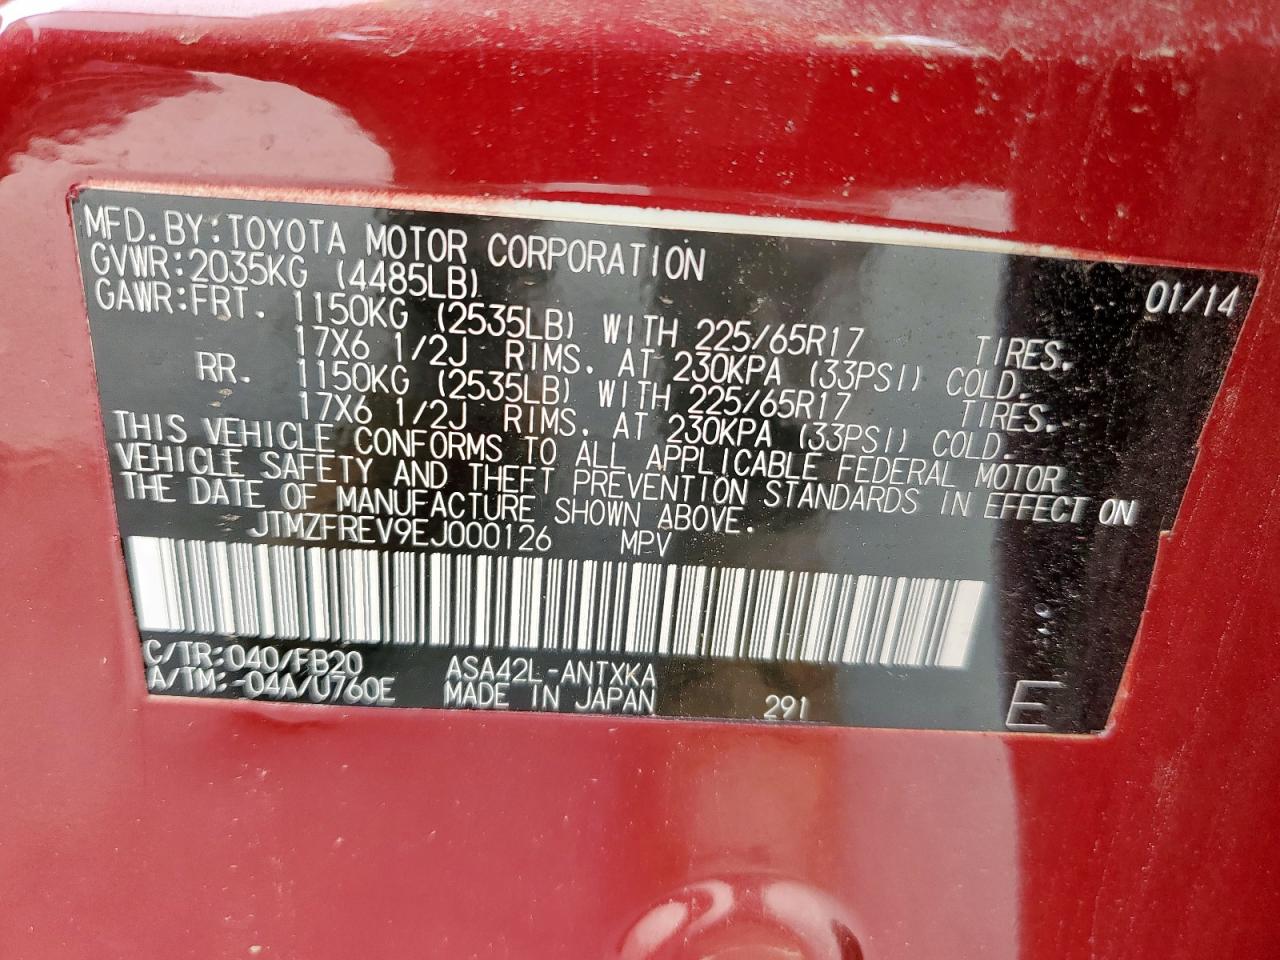 MFD.BY:TOYOTA MOTOR CORPORATION 01/14
GVWR:2035KG (4485LB)
GAWR:FRT. 1150KG (2535LB) WITH 225/65R17 TIRES.
17X6 1/2J RIMS. AT 230KPA (33PSI) COLD.
RR. 1150KG (2535LB) WITH 225/65R17 TIRES.
17X6 1/2J RIMS. AT 230KPA (33PSI) COLD.
THIS VEHICLE CONFORMS TO ALL APPLICABLE FEDERAL MOTOR
VEHICLE SAFETY AND THEFT PREVENTION STANDARDS IN EFFECT ON
THE DATE OF MANUFACTURE SHOWN ABOVE.
JTMZFREV9EJ000126 MPV
C/TR:040/FB20 ASA42L-ANTXKA
A/TM:-04A/U760E MADE IN JAPAN 291 E